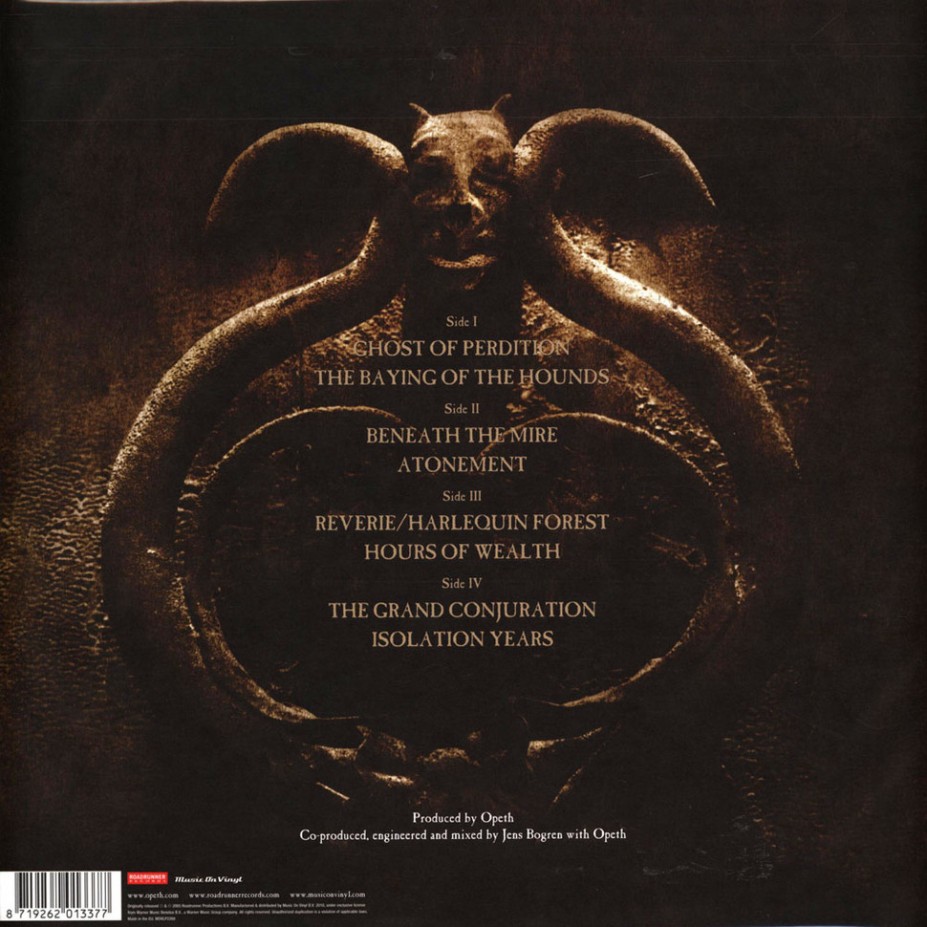 Side I
GHOST OF PERDITION
THE BAYING OF THE HOUNDS
Side II
BENEATH THE MIRE
ATONEMENT
Side III
REVERIE/HARLEQUIN FOREST
HOURS OF WEALTH
Side IV
THE GRAND CONJURATION
ISOLATION YEARS
Produced by Opeth
Co-produced, engineered and mixed by Jens Bogren with Opeth
ROADRUNNER RECORDS Music On Vinyl
www.opeth.com www.roadrunnerrecords.com www.musiconvinyl.com
8 719262 013377